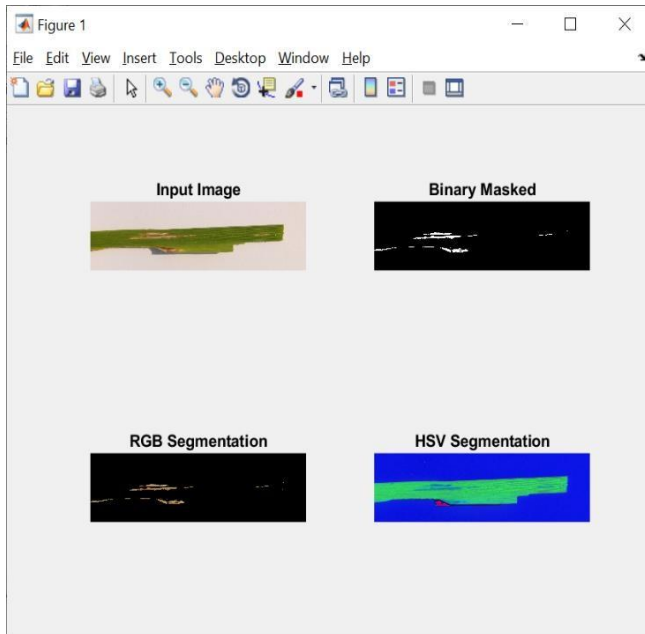 Figure 1
File Edit View Insert Tools Desktop Window Help
Input Image
Binary Masked
RGB Segmentation
HSV Segmentation